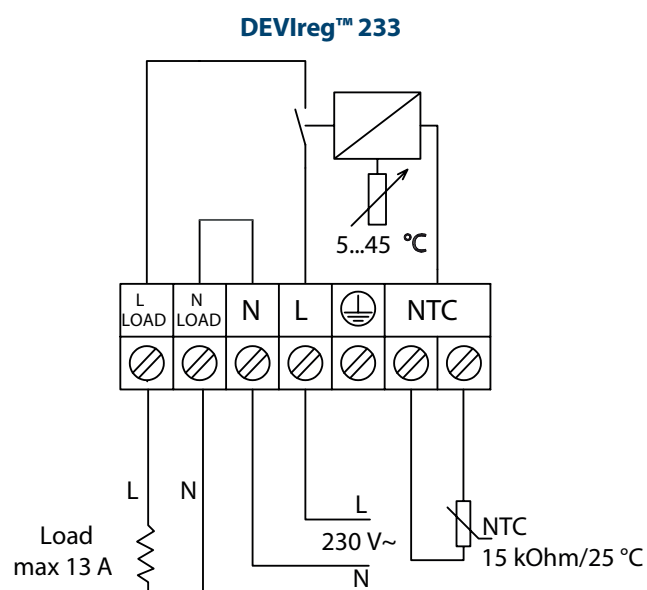 DEVIreg™ 233
5...45 °C
L
LOAD
N
LOAD
N
L
NTC
L
N
Load
max 13 A
L
230 V~
N
NTC
15 kOhm/25 °C